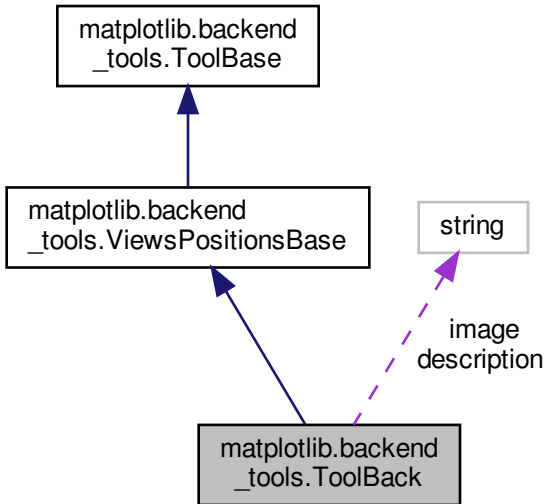 matplotlib.backend
_tools.ToolBase
matplotlib.backend
_tools.ViewsPositionsBase
string
image
description
matplotlib.backend
_tools.ToolBack